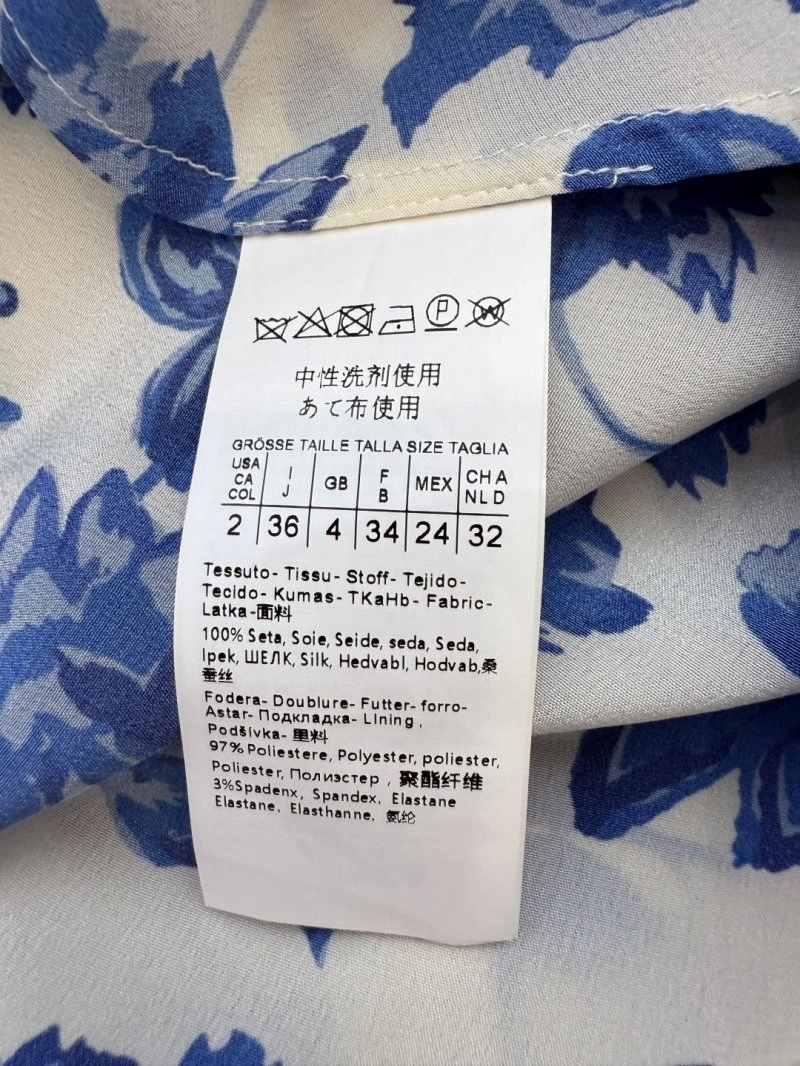 P W
中性洗剤使用
あて布使用
GRÖSSE TAILLE TALLA SIZE TAGLIA
USA CA COL | I J | GB | F B | MEX | CH A NL D
2 | 36 | 4 | 34 | 24 | 32
Tessuto- Tissu- Stoff- Tejido-
Tecido- Kumas- TKaHb- Fabric-
Latka-面料
100% Seta, Soie, Seide, seda, Seda,
Ipek, ШЕЛК, Silk, Hedvabl, Hodvab,桑
蚕丝
Fodera- Doublure- Futter- forro-
Astar- Подкладка- LIning,
Podšívka- 里料
97% Poliestere, Polyester, poliester,
Poliester, Полиэстер, 聚酯纤维
3%Spadenx, Spandex, Elastane
Elastane, Elasthanne, 氨纶